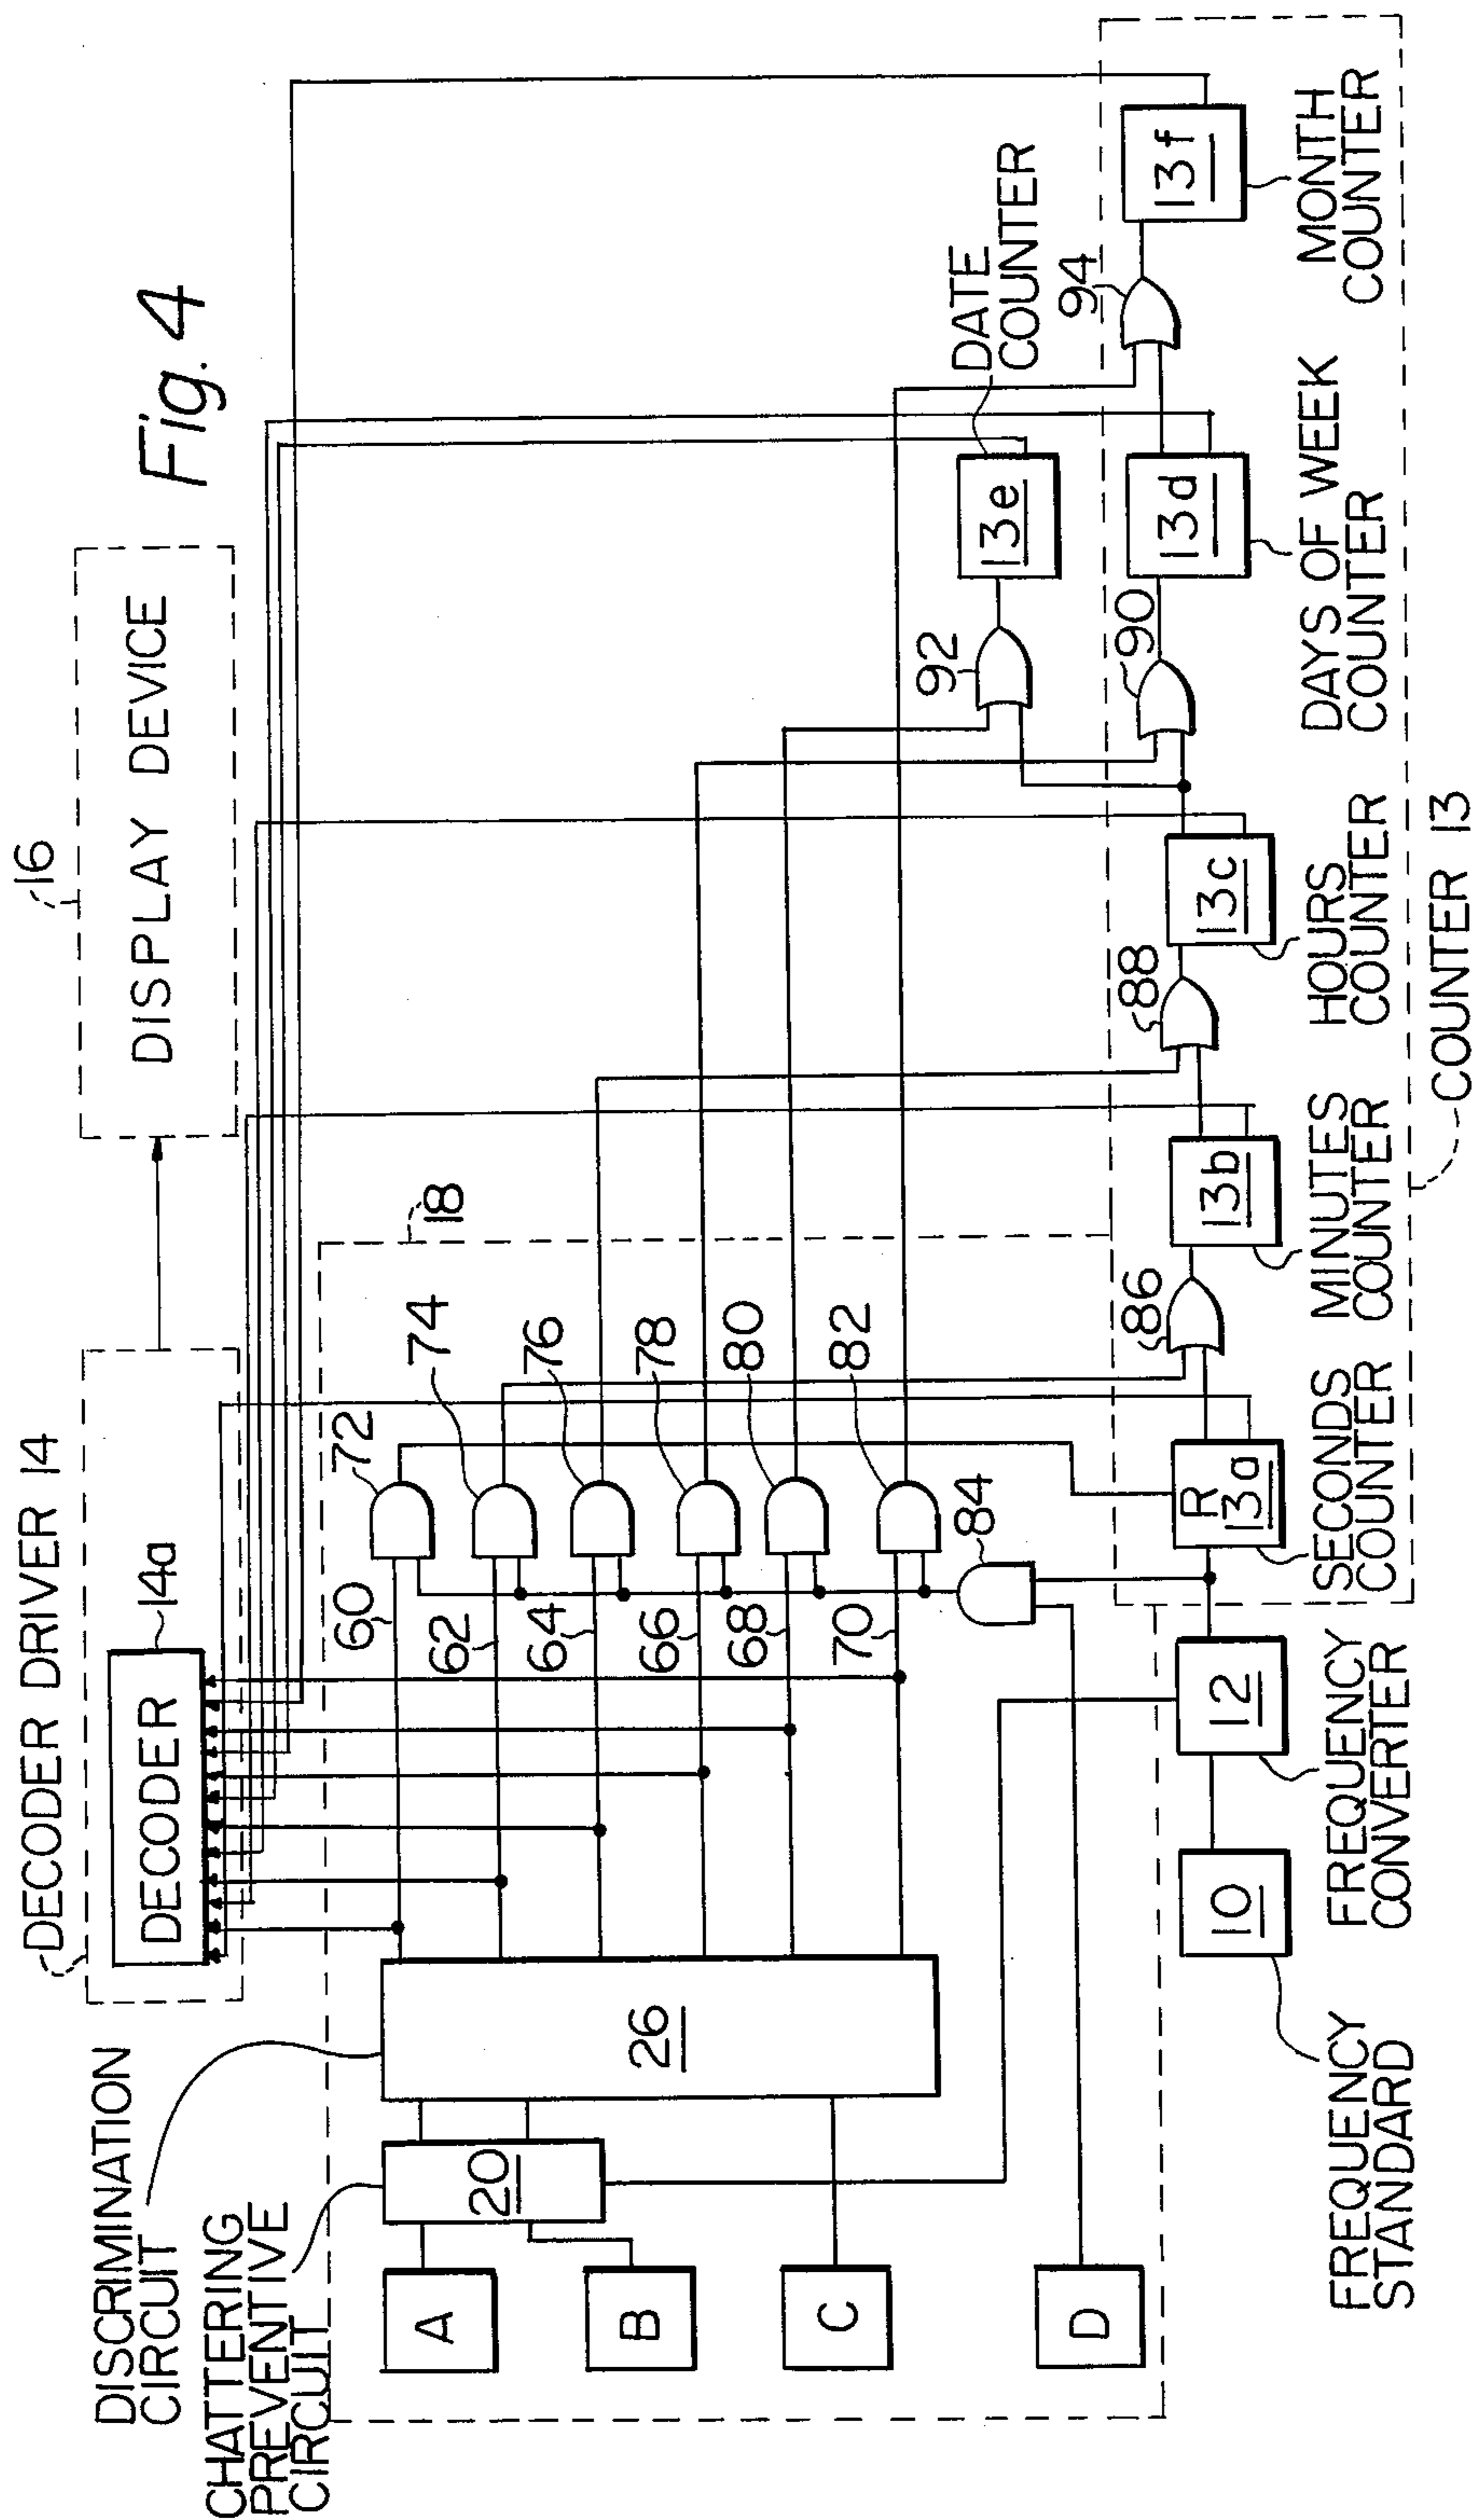 Fig. 4
16
DISPLAY DEVICE
DECODER DRIVER 14
DECODER
14a
DISCRIMINATION
CIRCUIT
CHATTERING
PREVENTIVE
CIRCUIT
18
A
B
C
D
20
26
60
62
64
66
68
70
72
74
76
78
80
82
84
86
88
90
92
94
DATE
COUNTER
13e
10
12
R
13a
13b
13c
13d
13f
FREQUENCY
STANDARD
FREQUENCY
CONVERTER
SECONDS
COUNTER
MINUTES
COUNTER
HOURS
COUNTER
DAYS OF WEEK
COUNTER
MONTH
COUNTER
COUNTER 13